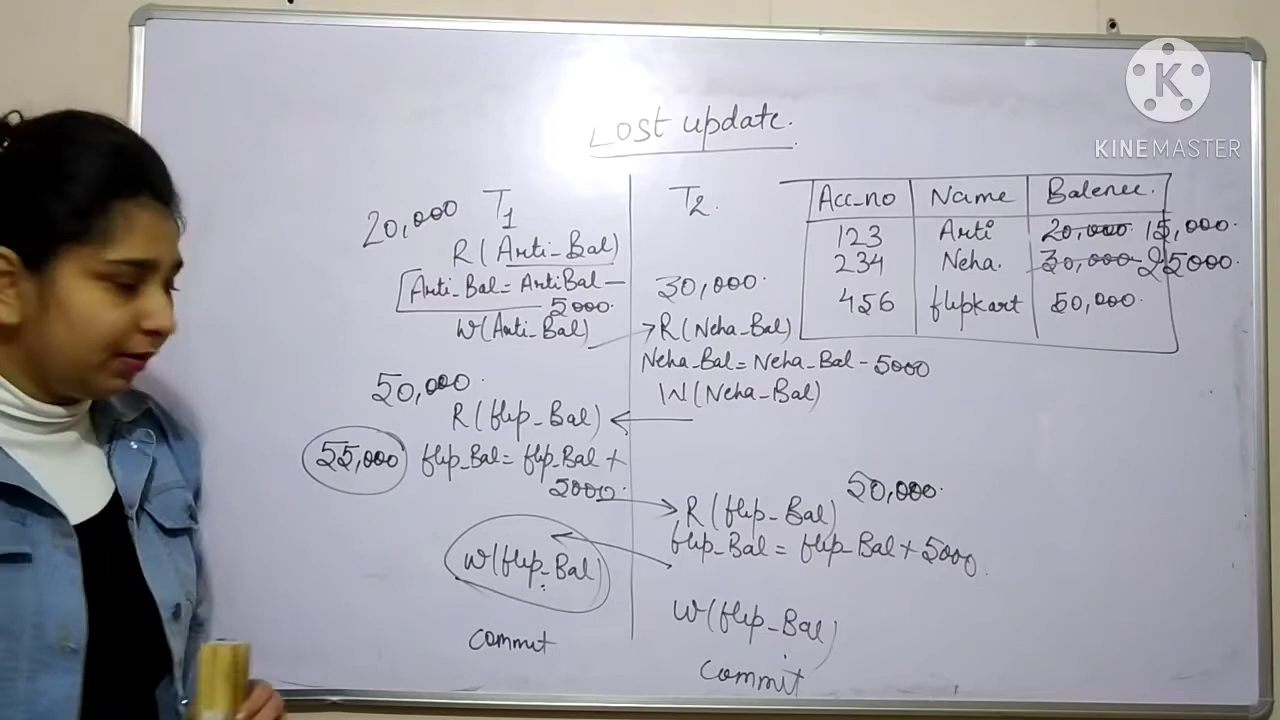 Lost update.
20,000 T1
R(Arti_Bal)
Arti_Bal = ArtiBal -
5000.
W(Arti_Bal)
50,000.
R(flip_Bal)
55,000 flip_Bal = flip_Bal +
5000.
W(flip_Bal)
commit
T2.
30,000.
R(Neha_Bal)
Neha_Bal = Neha_Bal - 5000
W(Neha_Bal)
50,000.
R(flip_Bal)
flip_Bal = flip_Bal + 5000.
W(flip_Bal)
Commit
Acc_no Name Balence.
123 Arti 20,000. 15,000.
234 Neha. 30,000 25000.
456 flipkart 50,000.
K
KINEMASTER